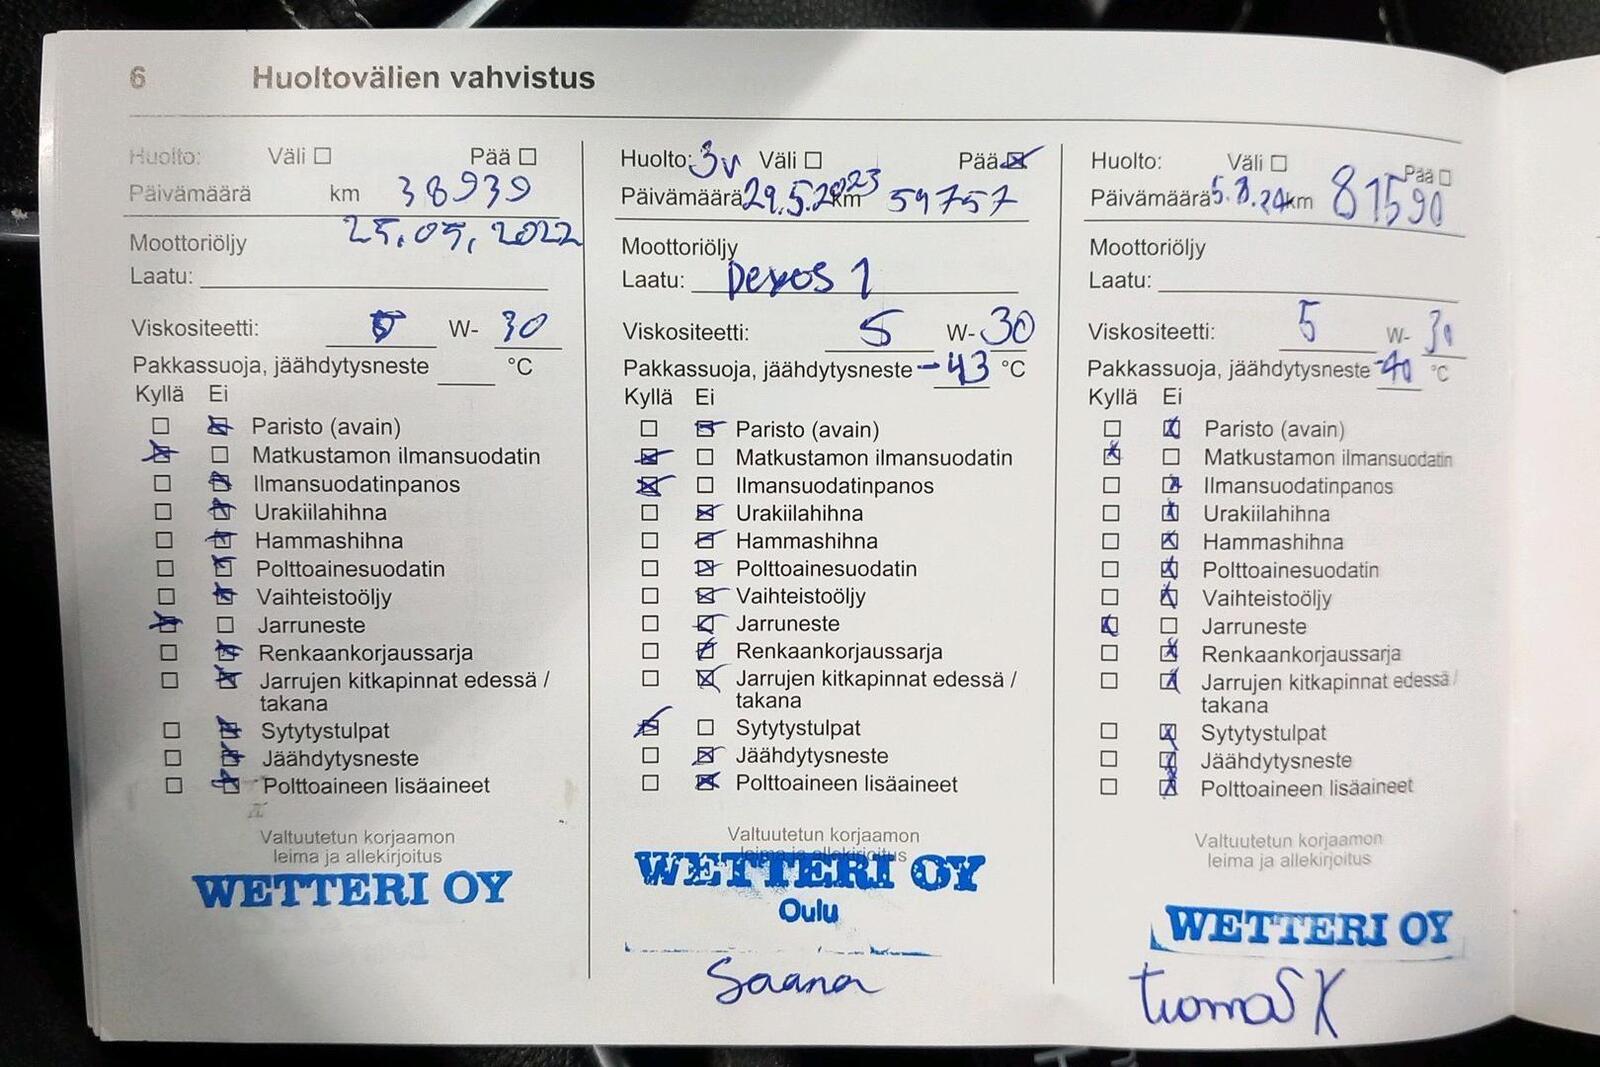 6 Huoltovälien vahvistus
Huolto: Väli ☐ Pää ☐
Päivämäärä km 38939
25.05.2022
Moottoriöljy
Laatu:
Viskositeetti: 5 W- 30
Pakkassuoja, jäähdytysneste °C
Kyllä Ei
☐ ☒ Paristo (avain)
☒ ☐ Matkustamon ilmansuodatin
☐ ☒ Ilmansuodatinpanos
☐ ☒ Urakiilahihna
☐ ☒ Hammashihna
☐ ☒ Polttoainesuodatin
☐ ☒ Vaihteistoöljy
☒ ☐ Jarruneste
☐ ☒ Renkaankorjaussarja
☐ ☒ Jarrujen kitkapinnat edessä /
takana
☐ ☒ Sytytystulpat
☐ ☒ Jäähdytysneste
☐ ☒ Polttoaineen lisäaineet
Valtuutetun korjaamon
leima ja allekirjoitus
WETTERI OY
Huolto: 3v Väli ☐ Pää ☒
Päivämäärä 29.5.2023 km 59757
Moottoriöljy
Laatu: Dexos 1
Viskositeetti: 5 W- 30
Pakkassuoja, jäähdytysneste -43 °C
Kyllä Ei
☐ ☒ Paristo (avain)
☒ ☐ Matkustamon ilmansuodatin
☒ ☐ Ilmansuodatinpanos
☐ ☒ Urakiilahihna
☐ ☒ Hammashihna
☐ ☒ Polttoainesuodatin
☐ ☒ Vaihteistoöljy
☐ ☒ Jarruneste
☐ ☒ Renkaankorjaussarja
☐ ☒ Jarrujen kitkapinnat edessä /
takana
☒ ☐ Sytytystulpat
☐ ☒ Jäähdytysneste
☐ ☒ Polttoaineen lisäaineet
Valtuutetun korjaamon
leima ja allekirjoitus
WETTERI OY
Oulu
Saana
Huolto: Väli ☐ Pää ☐
Päivämäärä 5.8.24 km 81590
Moottoriöljy
Laatu:
Viskositeetti: 5 W- 30
Pakkassuoja, jäähdytysneste -40 °C
Kyllä Ei
☐ ☒ Paristo (avain)
☒ ☐ Matkustamon ilmansuodatin
☐ ☒ Ilmansuodatinpanos
☐ ☒ Urakiilahihna
☐ ☒ Hammashihna
☐ ☒ Polttoainesuodatin
☐ ☒ Vaihteistoöljy
☒ ☐ Jarruneste
☐ ☒ Renkaankorjaussarja
☐ ☒ Jarrujen kitkapinnat edessä /
takana
☐ ☒ Sytytystulpat
☐ ☒ Jäähdytysneste
☐ ☒ Polttoaineen lisäaineet
Valtuutetun korjaamon
leima ja allekirjoitus
WETTERI OY
Tuomas K